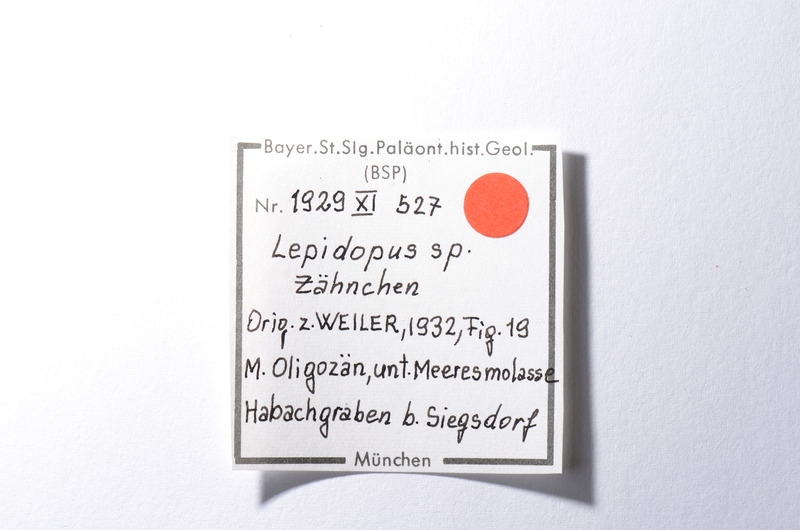 Bayer.St.Slg.Paläont.hist.Geol.
(BSP)
Nr. 1929 XI 527
Lepidopus sp.
Zähnchen
Orig. z. WEILER, 1932, Fig. 19
M. Oligozän, unt. Meeresmolasse
Habachgraben b. Siegsdorf
München